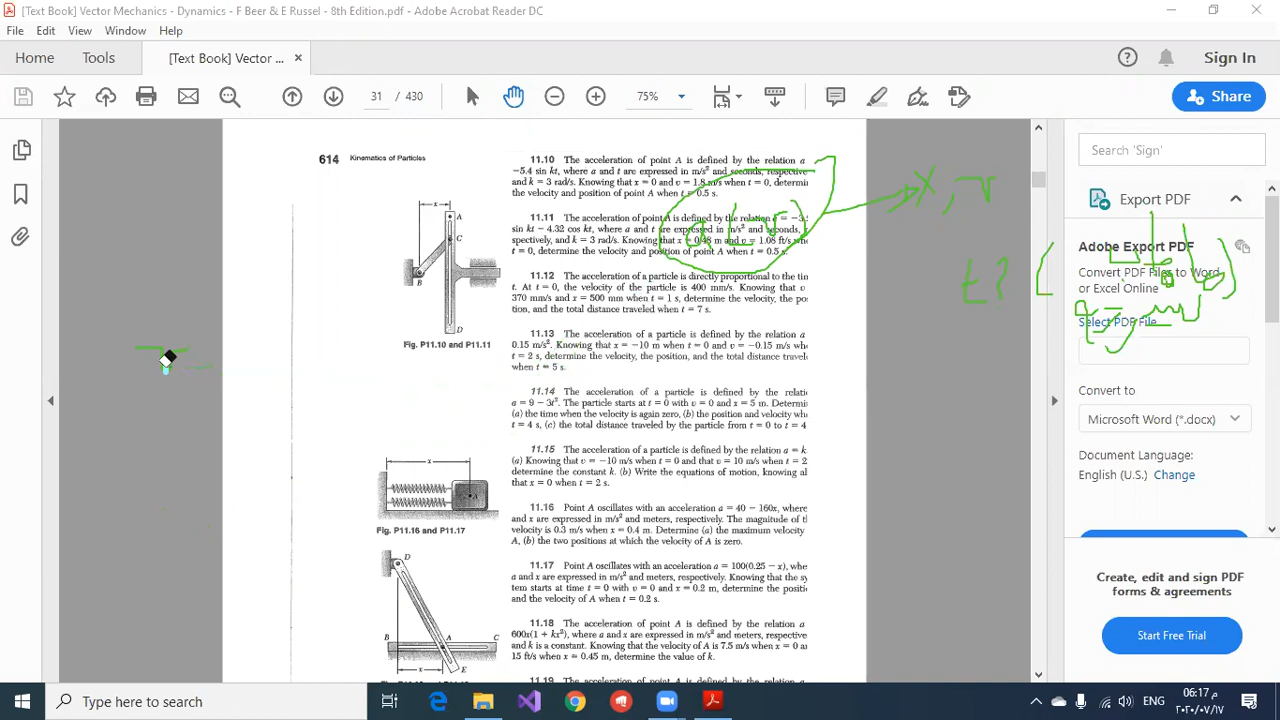 [Text Book] Vector Mechanics - Dynamics - F Beer & E Russel - 8th Edition.pdf - Adobe Acrobat Reader DC
File Edit View Window Help
Home Tools [Text Book] Vector ... × Sign In
31 / 430 75% Share
614 Kinematics of Particles
11.10 The acceleration of point A is defined by the relation a
−5.4 sin kt, where a and t are expressed in m/s² and seconds, respective
and k = 3 rad/s. Knowing that x = 0 and v = 1.8 m/s when t = 0, determin
the velocity and position of point A when t = 0.5 s.
11.11 The acceleration of point A is defined by the relation a = −3.
sin kt − 4.32 cos kt, where a and t are expressed in m/s² and seconds,
spectively, and k = 3 rad/s. Knowing that x = 0.48 m and v = 1.08 ft/s wh
t = 0, determine the velocity and position of point A when t = 0.5 s.
11.12 The acceleration of a particle is directly proportional to the tim
t. At t = 0, the velocity of the particle is 400 mm/s. Knowing that v
370 mm/s and x = 500 mm when t = 1 s, determine the velocity, the po
tion, and the total distance traveled when t = 7 s.
11.13 The acceleration of a particle is defined by the relation a
0.15 m/s². Knowing that x = −10 m when t = 0 and v = −0.15 m/s wh
t = 2 s, determine the velocity, the position, and the total distance travel
when t = 5 s.
11.14 The acceleration of a particle is defined by the relati
a = 9 − 3t². The particle starts at t = 0 with v = 0 and x = 5 m. Determi
(a) the time when the velocity is again zero, (b) the position and velocity wh
t = 4 s, (c) the total distance traveled by the particle from t = 0 to t = 4
11.15 The acceleration of a particle is defined by the relation a = k
(a) Knowing that v = −10 m/s when t = 0 and that v = 10 m/s when t = 2
determine the constant k. (b) Write the equations of motion, knowing al
that x = 0 when t = 2 s.
11.16 Point A oscillates with an acceleration a = 40 − 160x, where
and x are expressed in m/s² and meters, respectively. The magnitude of t
velocity is 0.3 m/s when x = 0.4 m. Determine (a) the maximum velocity
A, (b) the two positions at which the velocity of A is zero.
11.17 Point A oscillates with an acceleration a = 100(0.25 − x), whe
a and x are expressed in m/s² and meters, respectively. Knowing that the sy
tem starts at time t = 0 with v = 0 and x = 0.2 m, determine the positi
and the velocity of A when t = 0.2 s.
11.18 The acceleration of point A is defined by the relation
600x(1 + kx²), where a and x are expressed in m/s² and meters, respective
and k is a constant. Knowing that the velocity of A is 7.5 m/s when x = 0 a
15 ft/s when x = 0.45 m, determine the value of k.
11.19 The acceleration of point A is defined by the relation
x
A
C
B
D
Fig. P11.10 and P11.11
x
A
Fig. P11.16 and P11.17
D
B A C
E
x
a(v)
x, v
t?
Search 'Sign'
Export PDF
Adobe Export PDF
Convert PDF Files to Word
or Excel Online
Select PDF File
Convert to
Microsoft Word (*.docx)
Document Language:
English (U.S.) Change
Create, edit and sign PDF
forms & agreements
Start Free Trial
Type here to search
ENG
06:17 م
٢٠٢٠/٠٧/٠٧